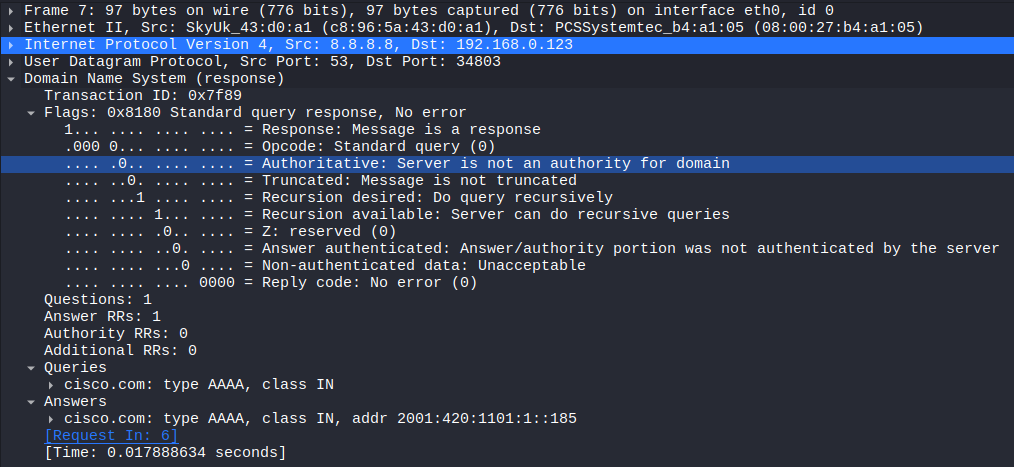 Frame 7: 97 bytes on wire (776 bits), 97 bytes captured (776 bits) on interface eth0, id 0
Ethernet II, Src: SkyUk_43:d0:a1 (c8:96:5a:43:d0:a1), Dst: PCSSystemtec_b4:a1:05 (08:00:27:b4:a1:05)
Internet Protocol Version 4, Src: 8.8.8.8, Dst: 192.168.0.123
User Datagram Protocol, Src Port: 53, Dst Port: 34803
Domain Name System (response)
Transaction ID: 0x7f89
Flags: 0x8180 Standard query response, No error
1... .... .... .... = Response: Message is a response
.000 0... .... .... = Opcode: Standard query (0)
.... .0.. .... .... = Authoritative: Server is not an authority for domain
.... ..0. .... .... = Truncated: Message is not truncated
.... ...1 .... .... = Recursion desired: Do query recursively
.... .... 1... .... = Recursion available: Server can do recursive queries
.... .... .0.. .... = Z: reserved (0)
.... .... ..0. .... = Answer authenticated: Answer/authority portion was not authenticated by the server
.... .... ...0 .... = Non-authenticated data: Unacceptable
.... .... .... 0000 = Reply code: No error (0)
Questions: 1
Answer RRs: 1
Authority RRs: 0
Additional RRs: 0
Queries
cisco.com: type AAAA, class IN
Answers
cisco.com: type AAAA, class IN, addr 2001:420:1101:1::185
[Request In: 6]
[Time: 0.017888634 seconds]